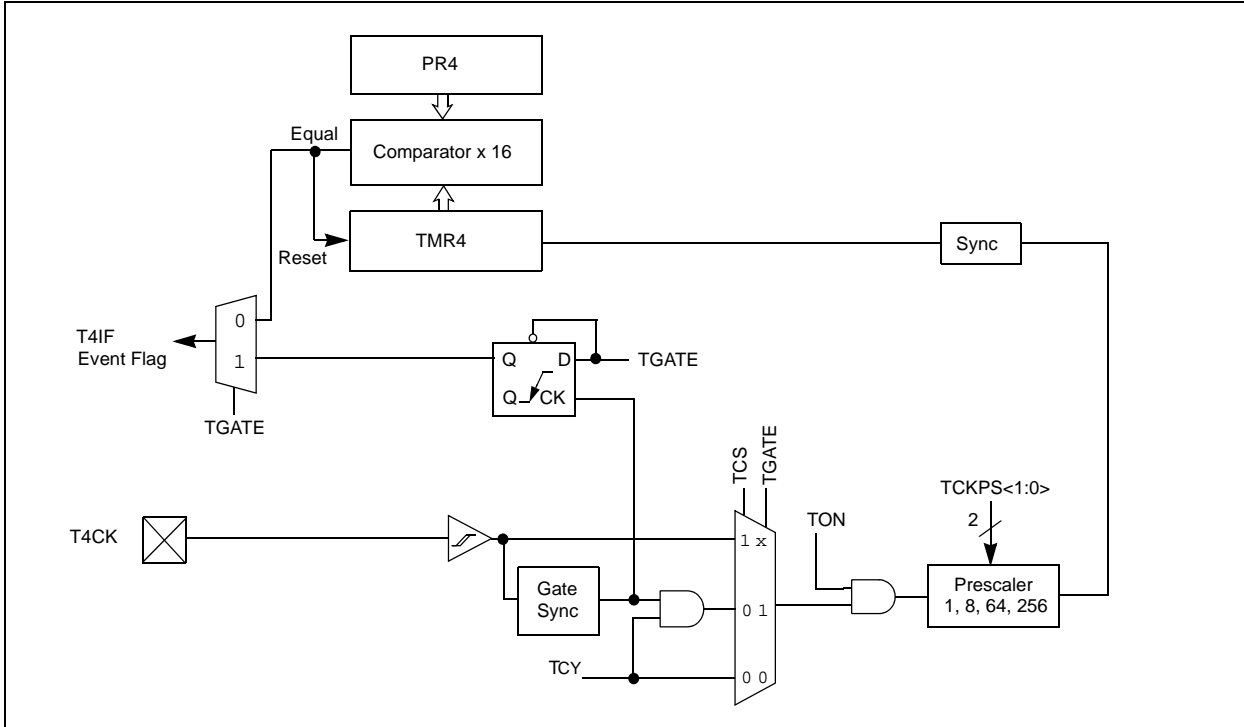 PR4
Equal
Comparator x 16
TMR4
Reset
Sync
T4IF
Event Flag
0
1
TGATE
Q
D
Q
CK
TGATE
TCS
TGATE
T4CK
1 x
0 1
0 0
Gate
Sync
TCY
TON
TCKPS<1:0>
2
Prescaler
1, 8, 64, 256